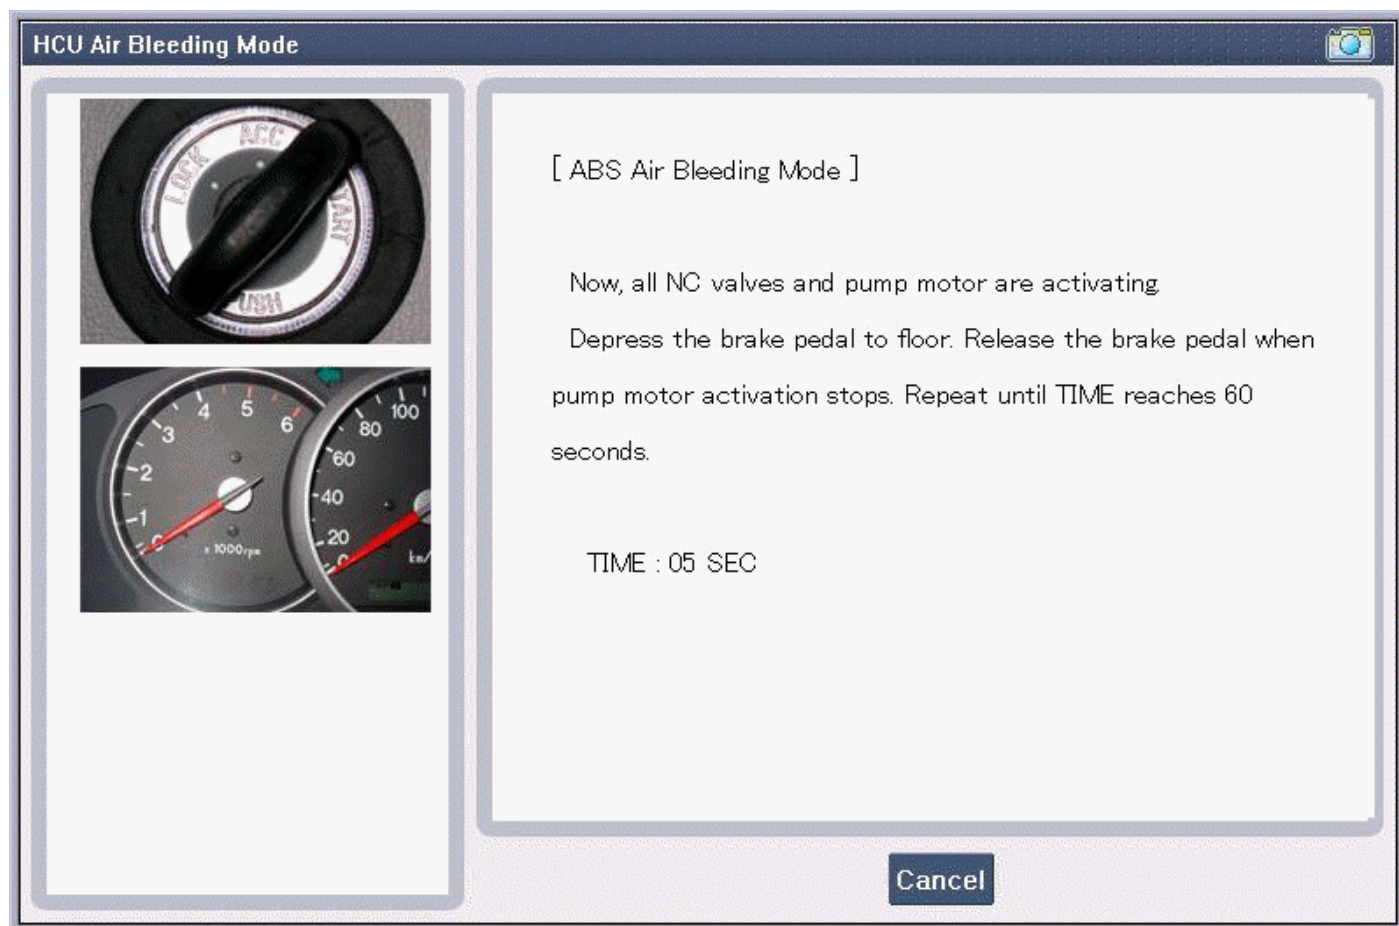 HCU Air Bleeding Mode
LOCK
ACC
START
PUSH
0
1
2
3
4
5
6
x 1000rpm
0
20
40
60
80
100
km/
[ ABS Air Bleeding Mode ]
Now, all NC valves and pump motor are activating.
Depress the brake pedal to floor. Release the brake pedal when
pump motor activation stops. Repeat until TIME reaches 60
seconds.
TIME : 05 SEC
Cancel